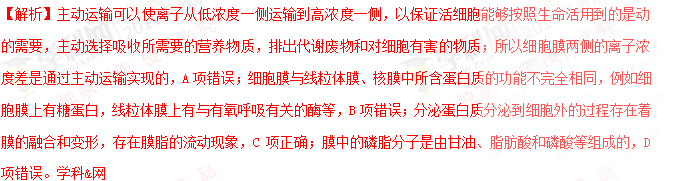 【解析】主动运输可以使离子从低浓度一侧运输到高浓度一侧，以保证活细胞能够按照生命活用到的是动
的需要，主动选择吸收所需要的营养物质，排出代谢废物和对细胞有害的物质；所以细胞膜两侧的离子浓
度差是通过主动运输实现的，A 项错误；细胞膜与线粒体膜、核膜中所含蛋白质的功能不完全相同，例如细
胞膜上有糖蛋白，线粒体膜上有与有氧呼吸有关的酶等，B 项错误；分泌蛋白质分泌到细胞外的过程存在着
膜的融合和变形，存在膜脂的流动现象，C 项正确；膜中的磷脂分子是由甘油、脂肪酸和磷酸等组成的，D
项错误。学科&网